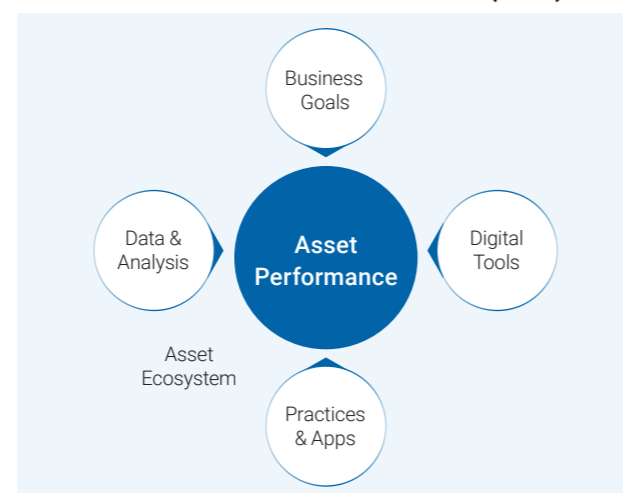 Business
Goals
Data &
Analysis
Asset
Performance
Digital
Tools
Asset
Ecosystem
Practices
& Apps